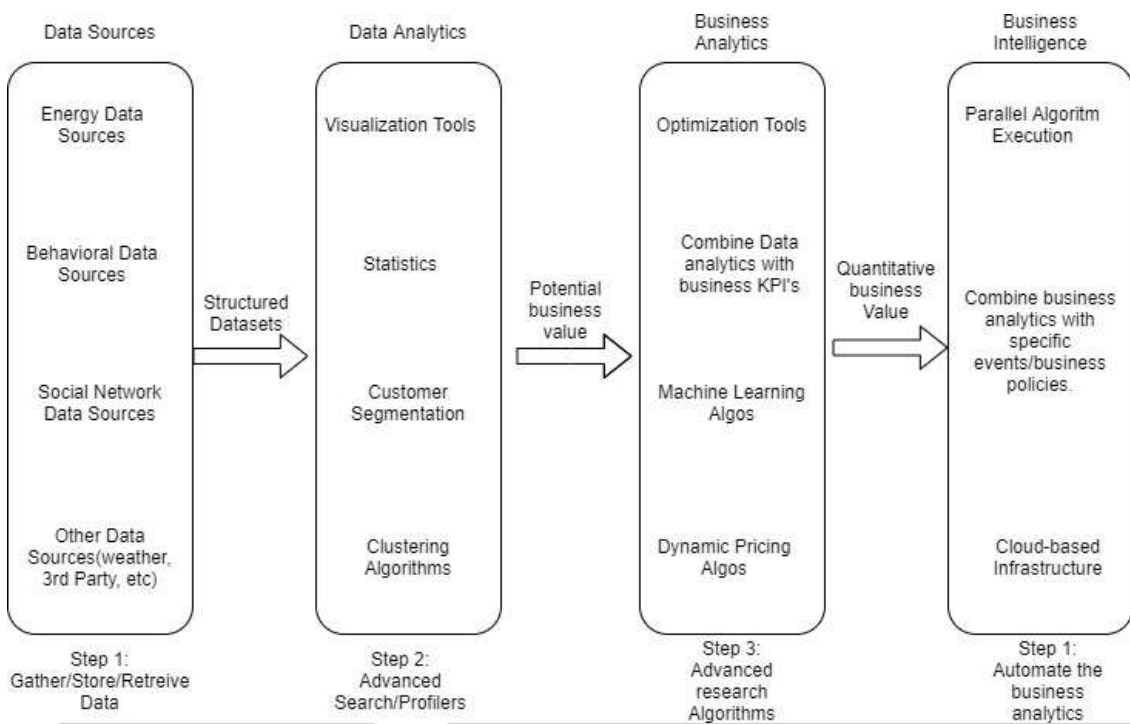 Data Sources
Energy Data
Sources
Behavioral Data
Sources
Social Network
Data Sources
Other Data
Sources(weather,
3rd Party, etc)
Step 1:
Gather/Store/Retreive
Data
Structured
Datasets
Data Analytics
Visualization Tools
Statistics
Customer
Segmentation
Clustering
Algorithms
Step 2:
Advanced
Search/Profilers
Potential
business
value
Business
Analytics
Optimization Tools
Combine Data
analytics with
business KPI's
Machine Learning
Algos
Dynamic Pricing
Algos
Step 3:
Advanced
research
Algorithms
Quantitative
business
Value
Business
Intelligence
Parallel Algoritm
Execution
Combine business
analytics with
specific
events/business
policies.
Cloud-based
Infrastructure
Step 1:
Automate the
business
analytics